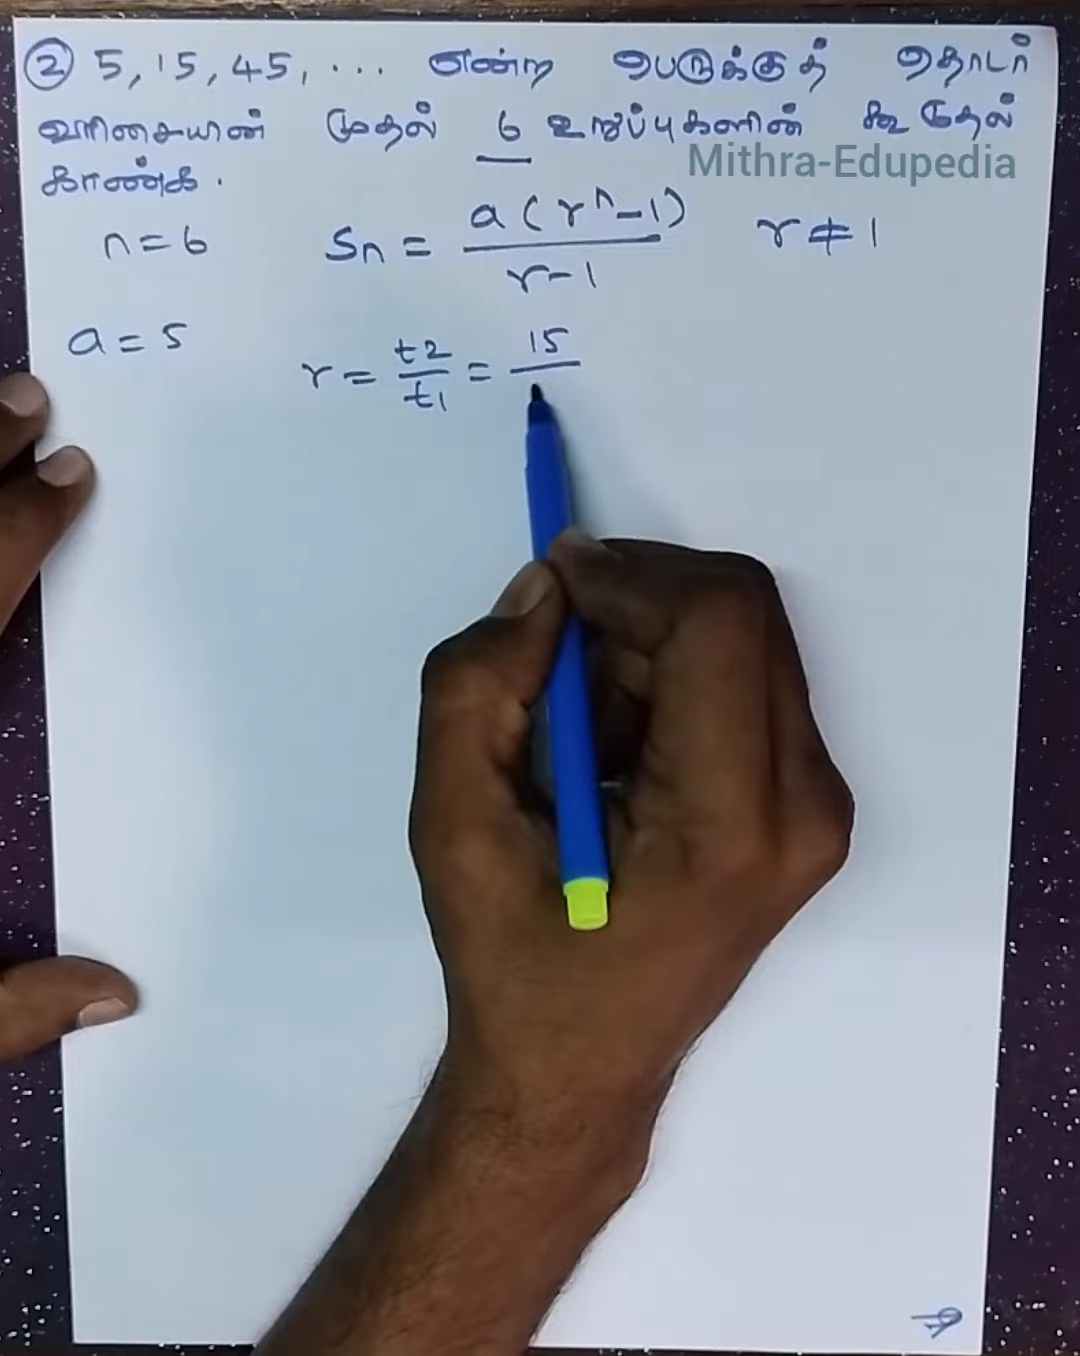 ② 5, 15, 45, ... என்ற பெருக்குத் தொடர்
வரிசையின் முதல் 6 உறுப்புகளின் கூடுதல்
Mithra-Edupedia
காண்க.
n = 6 Sn = a(r^n - 1) / r - 1 r ≠ 1
a = 5 r = t2 / t1 = 15 /